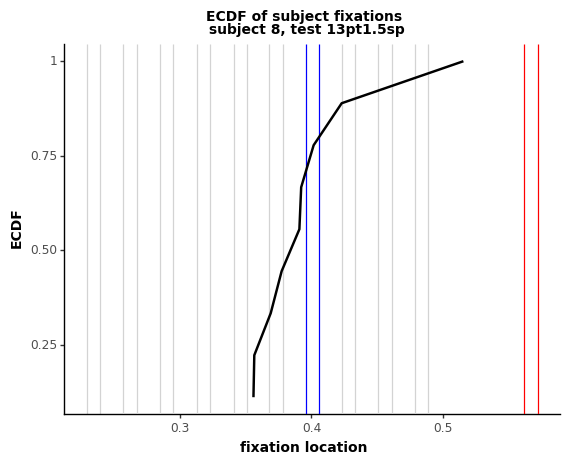 ECDF of subject fixations
subject 8, test 13pt1.5sp
1
0.75
0.50
0.25
ECDF
0.3 0.4 0.5
fixation location